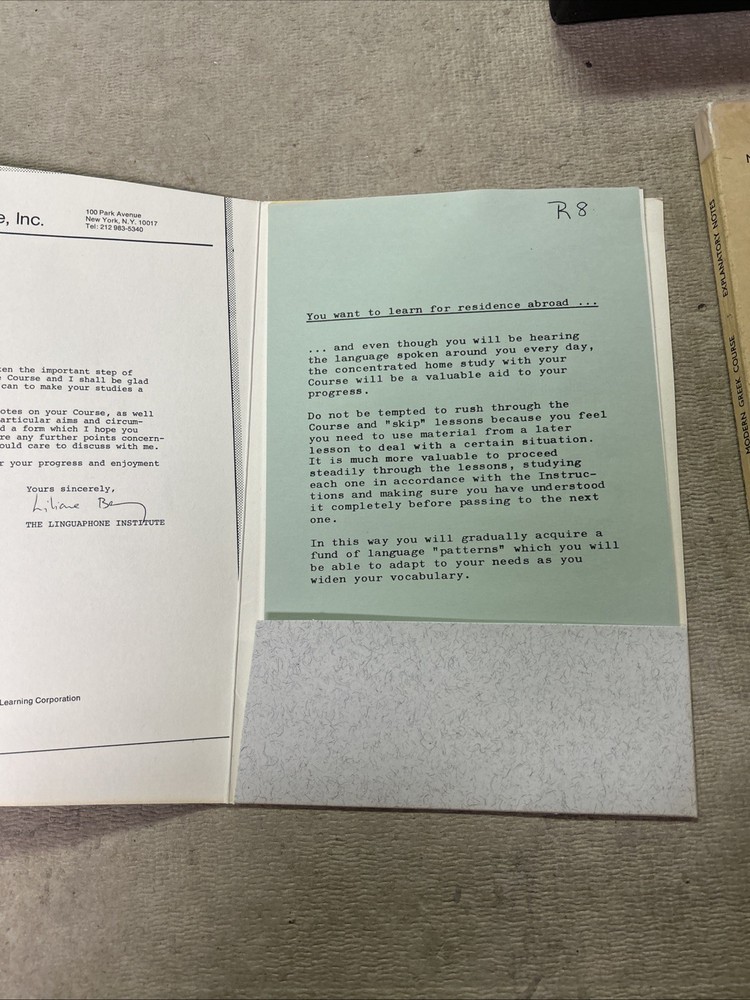 e, Inc.
100 Park Avenue
New York, N.Y. 10017
Tel: 212 983-5340
en the important step of
Course and I shall be glad
can to make your studies a
otes on your Course, as well
articular aims and circum-
d a form which I hope you
re any further points concern-
ould care to discuss with me.
r your progress and enjoyment
Yours sincerely,
Liliane
THE LINGUAPHONE INSTITUTE
Learning Corporation
R 8
You want to learn for residence abroad ...
... and even though you will be hearing
the language spoken around you every day,
the concentrated home study with your
Course will be a valuable aid to your
progress.
Do not be tempted to rush through the
Course and "skip" lessons because you feel
you need to use material from a later
lesson to deal with a certain situation.
It is much more valuable to proceed
steadily through the lessons, studying
each one in accordance with the Instruc-
tions and making sure you have understood
it completely before passing to the next
one.
In this way you will gradually acquire a
fund of language "patterns" which you will
be able to adapt to your needs as you
widen your vocabulary.
MODERN GREEK COURSE EXPLANATORY NOTES